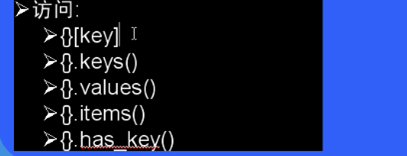 ➢访问:
➢{}[key]
➢{}.keys()
➢{}.values()
➢{}.items()
➢{}.has_key()